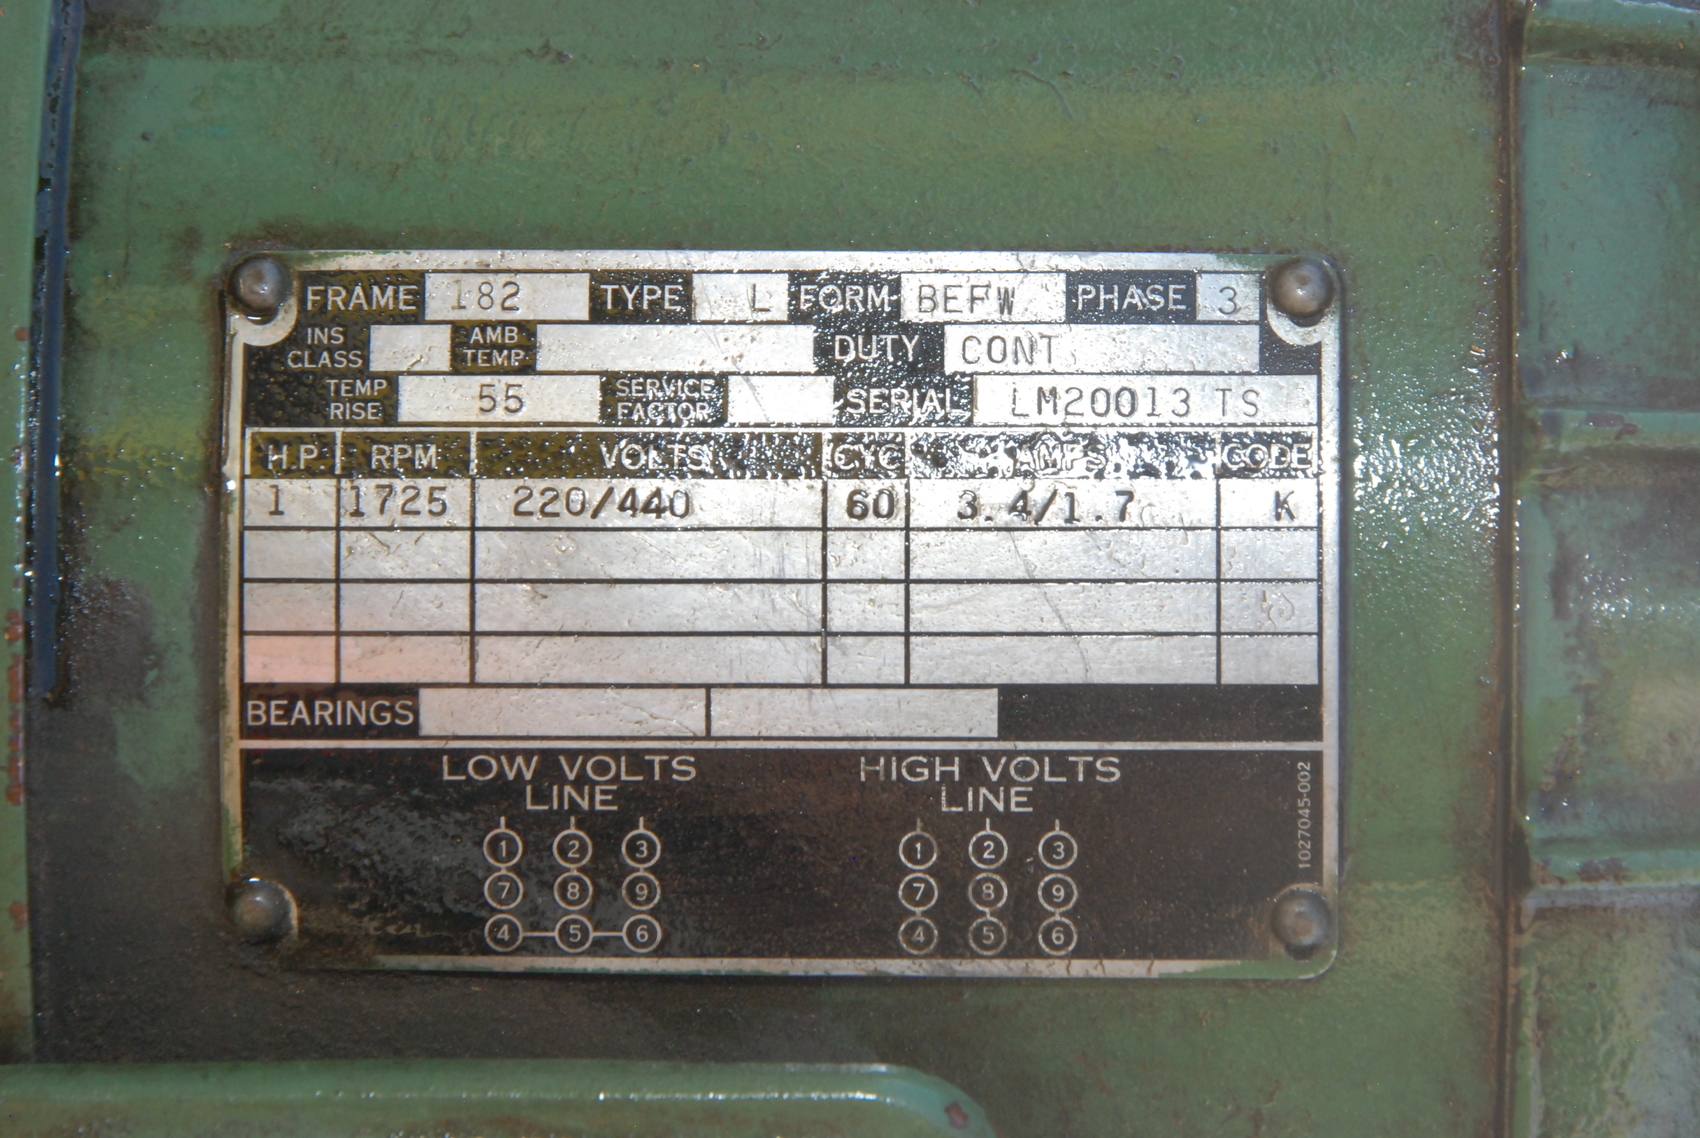 FRAME 182 TYPE L FORM BEFW PHASE 3
INS CLASS AMB TEMP DUTY CONT
TEMP RISE 55 SERVICE FACTOR SERIAL LM20013 TS
H.P. RPM VOLTS CYC AMPS CODE
1 1725 220/440 60 3.4/1.7 K
BEARINGS
LOW VOLTS HIGH VOLTS
LINE LINE
1 2 3 1 2 3
7 8 9 7 8 9
4 5 6 4 5 6
1027045-002